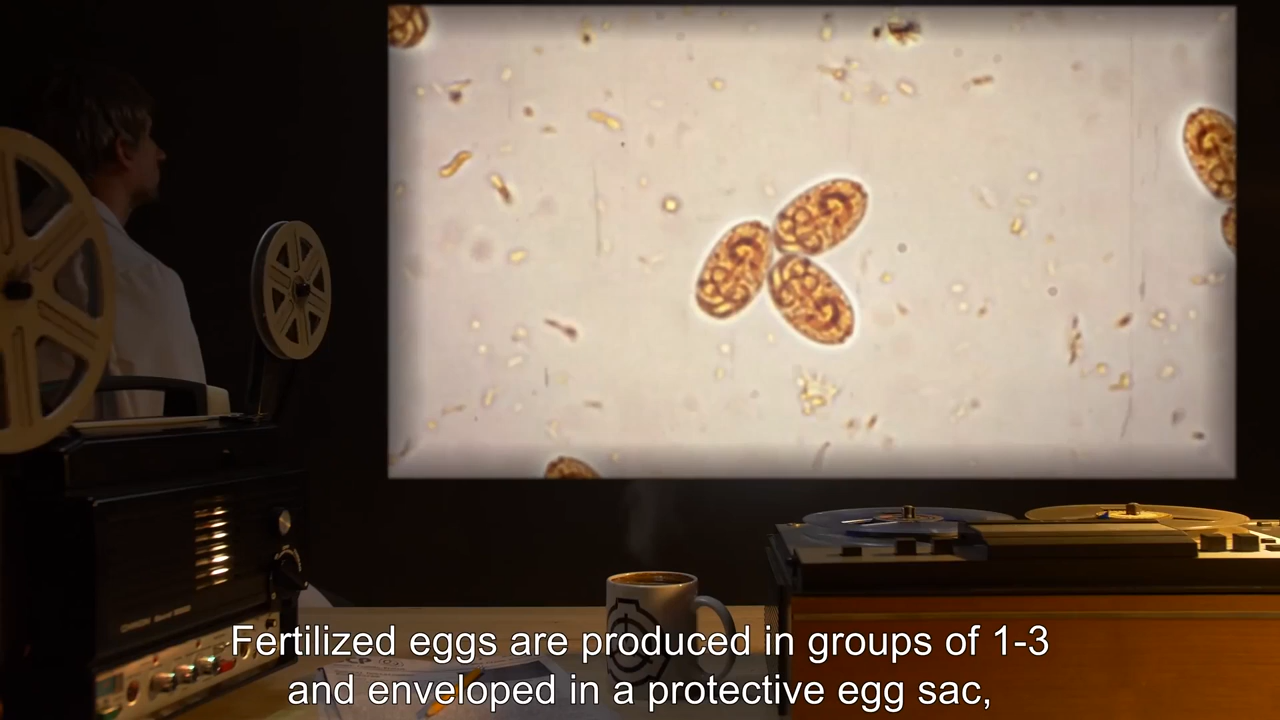 Fertilized eggs are produced in groups of 1-3
and enveloped in a protective egg sac,